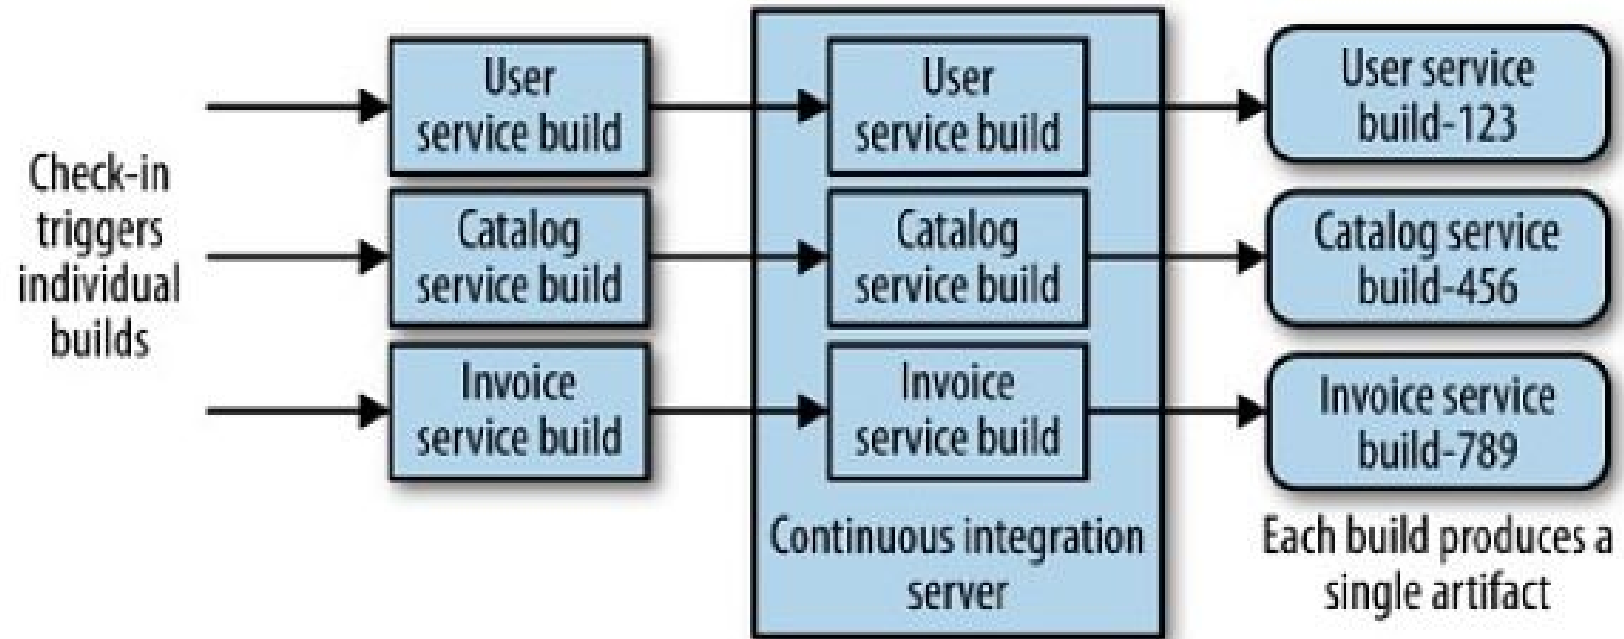 Check-in
triggers
individual
builds
User
service build
Catalog
service build
Invoice
service build
User
service build
Catalog
service build
Invoice
service build
Continuous integration
server
User service
build-123
Catalog service
build-456
Invoice service
build-789
Each build produces a
single artifact